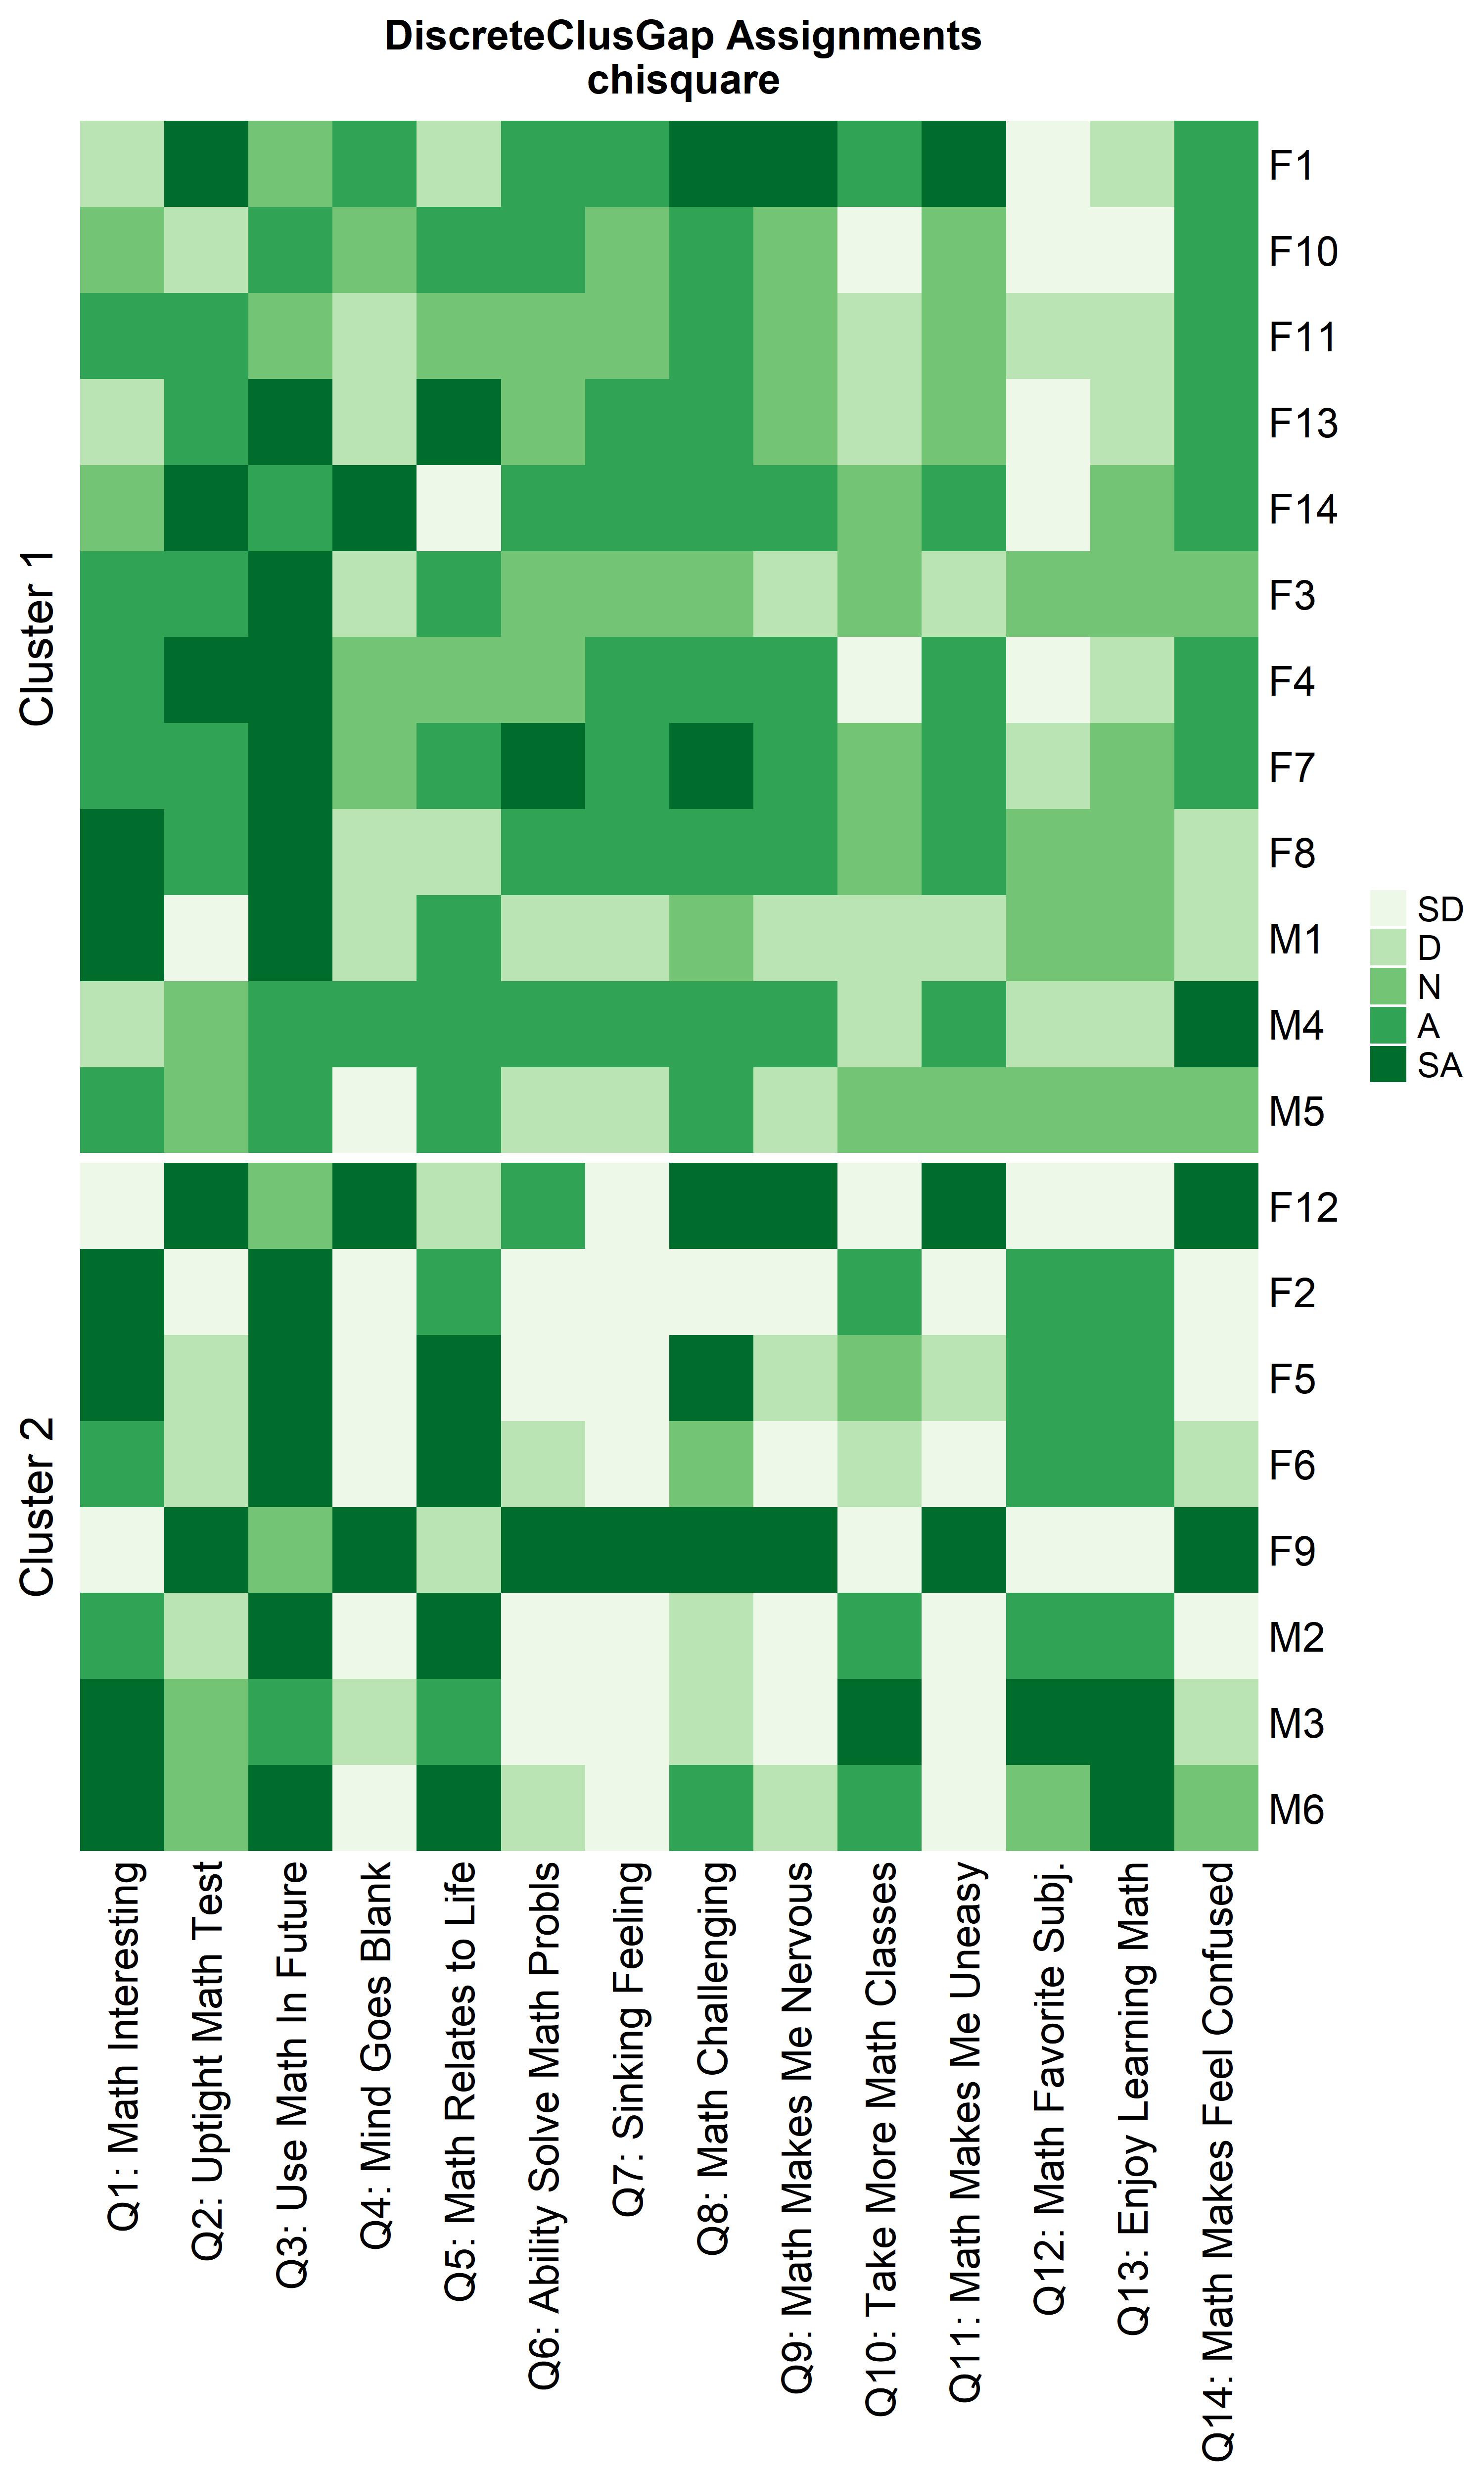 DiscreteClusGap Assignments
chisquare
Cluster 1
F1
F10
F11
F13
F14
F3
F4
F7
F8
M1
M4
M5
Cluster 2
F12
F2
F5
F6
F9
M2
M3
M6
SD
D
N
A
SA
Q1: Math Interesting
Q2: Uptight Math Test
Q3: Use Math In Future
Q4: Mind Goes Blank
Q5: Math Relates to Life
Q6: Ability Solve Math Probls
Q7: Sinking Feeling
Q8: Math Challenging
Q9: Math Makes Me Nervous
Q10: Take More Math Classes
Q11: Math Makes Me Uneasy
Q12: Math Favorite Subj.
Q13: Enjoy Learning Math
Q14: Math Makes Feel Confused